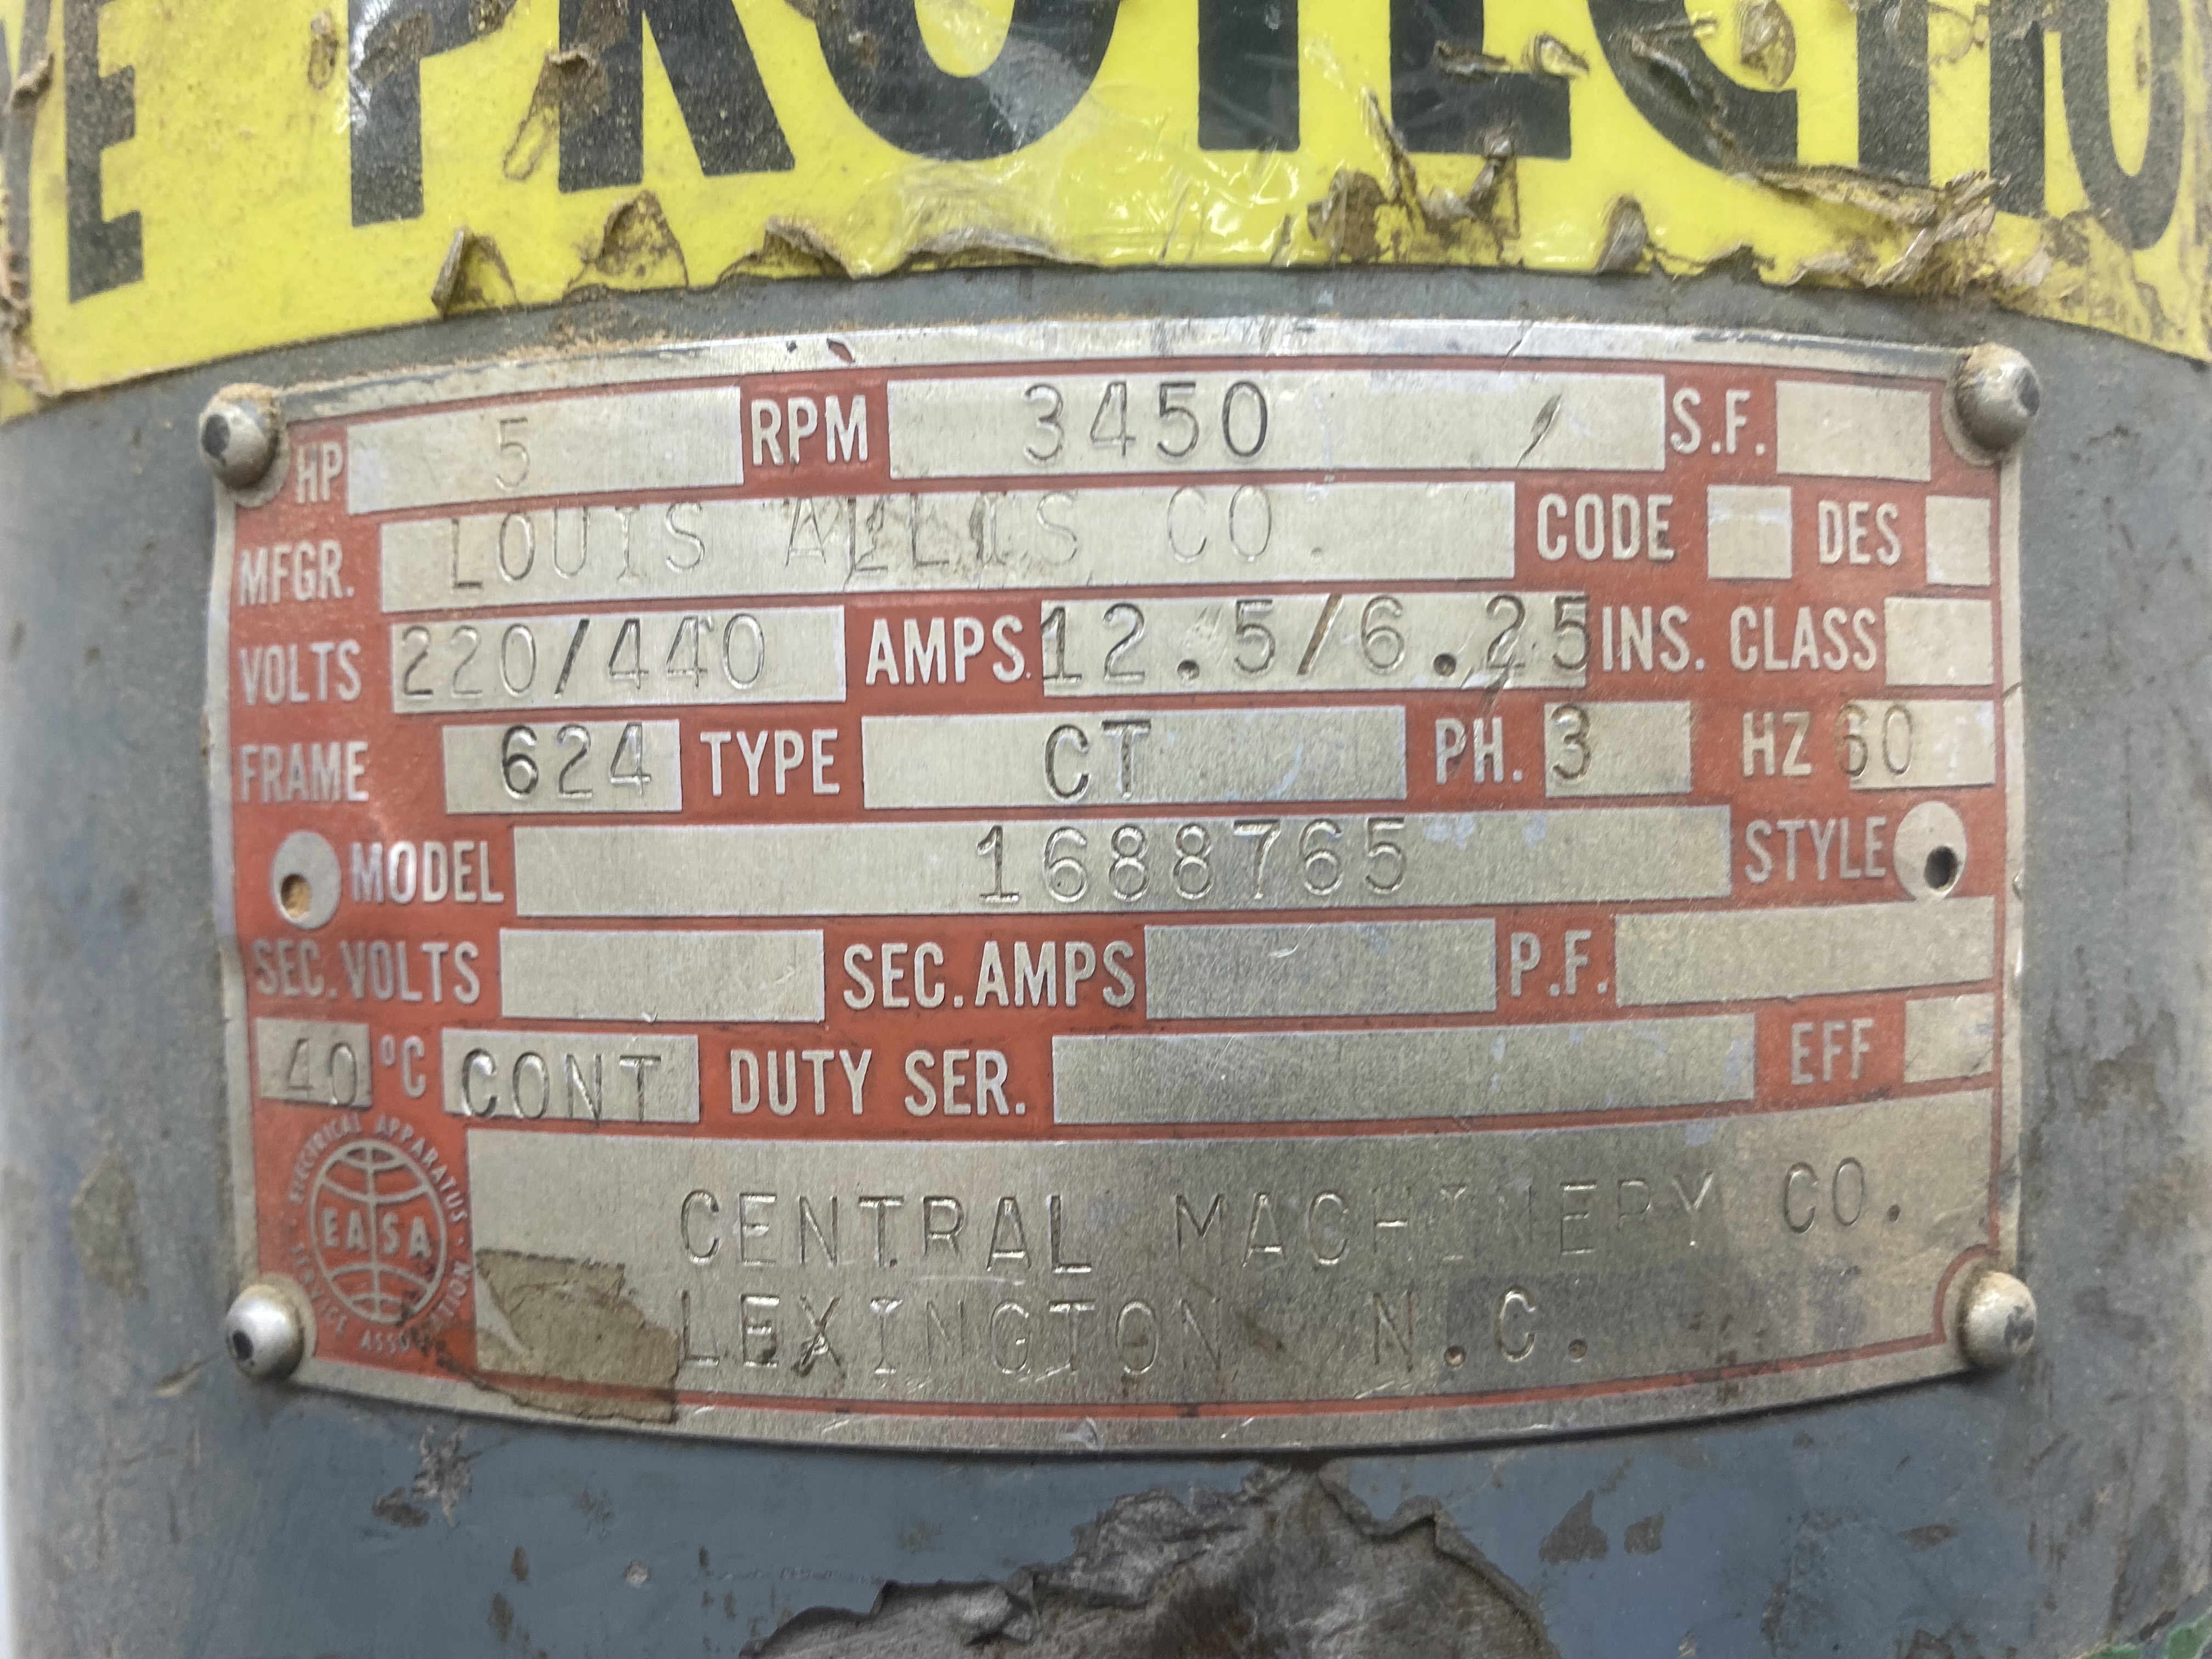 PROTECTIO
HP 5 RPM 3450 S.F.
MFGR. LOUIS ALLIS CO. CODE DES
VOLTS 220/440 AMPS. 12.5/6.25 INS. CLASS
FRAME 624 TYPE CT PH. 3 HZ 60
MODEL 1688765 STYLE
SEC. VOLTS SEC. AMPS P.F.
40 °C CONT DUTY SER. EFF
ELECTRICAL APPARATUS · SERVICE ASSOCIATION ·
EASA
CENTRAL MACHINERY CO.
LEXINGTON N.C.